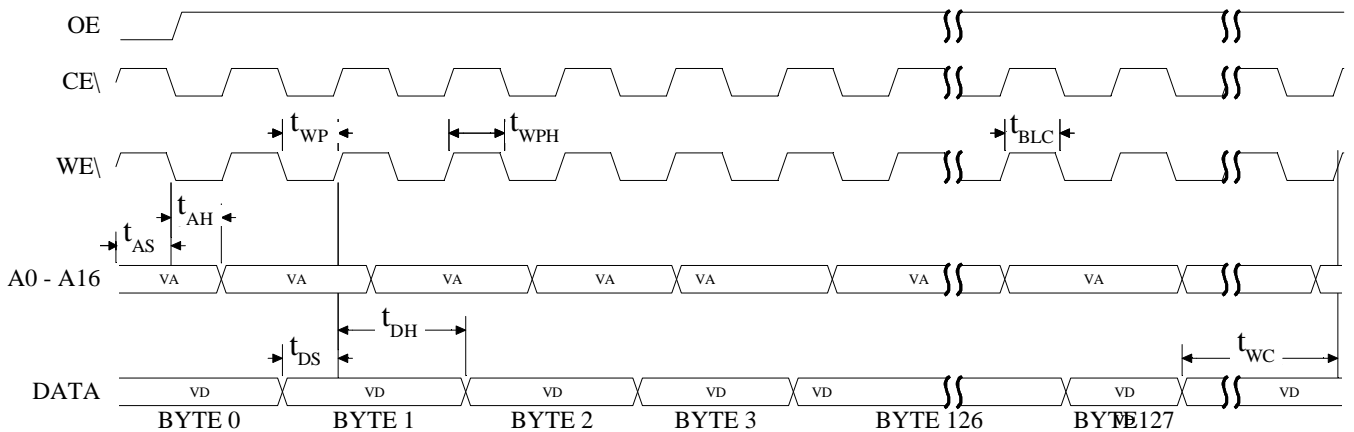 OE
CE\
tWP tWPH tBLC
WE\
tAH
tAS
A0 - A16 VA VA VA VA VA VA VA
tDH
tDS tWC
DATA VD VD VD VD VD VD VD
BYTE 0 BYTE 1 BYTE 2 BYTE 3 BYTE 126 BYTE 127